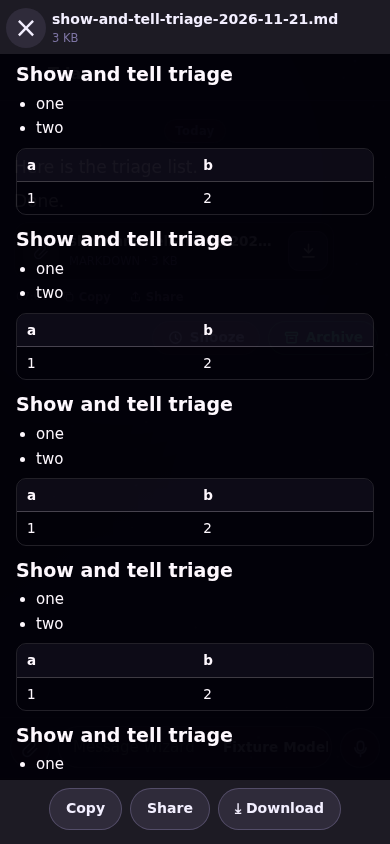 show-and-tell-triage-2026-11-21.md
3 KB
Show and tell triage
• one
• two
a b
1 2
Show and tell triage
• one
• two
a b
1 2
Show and tell triage
• one
• two
a b
1 2
Show and tell triage
• one
• two
a b
1 2
Show and tell triage
• one
Copy Share Download